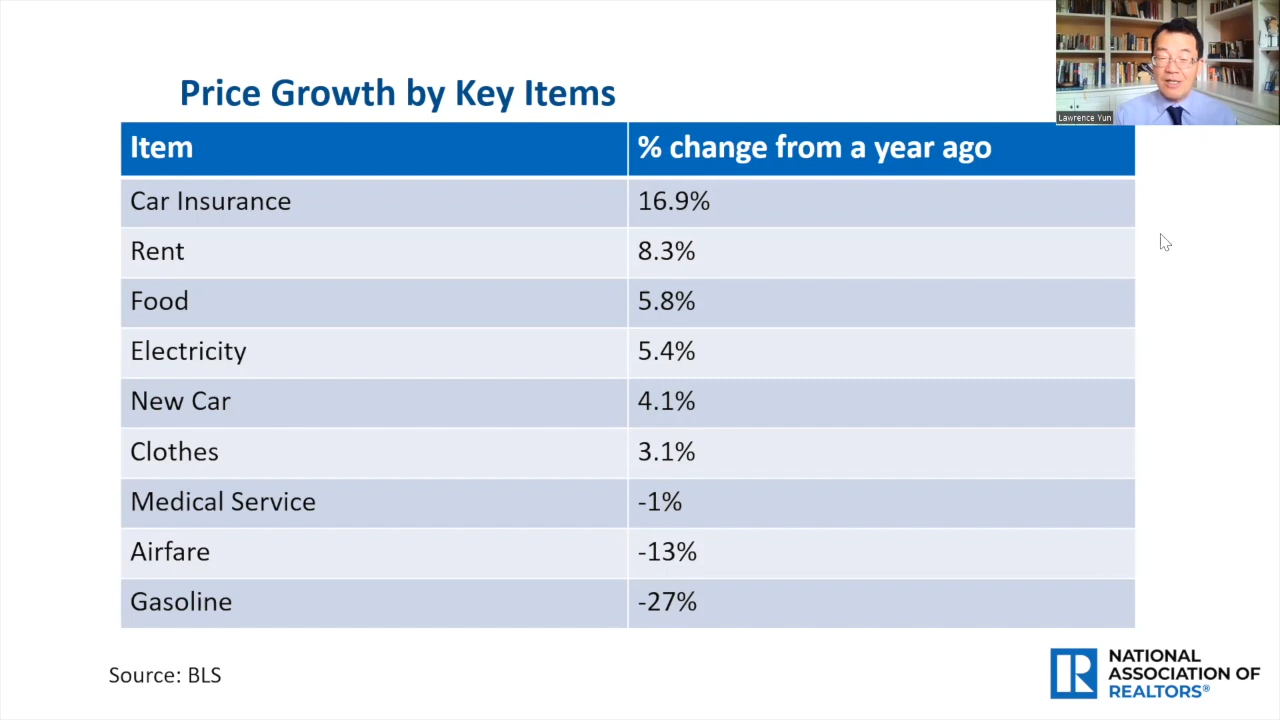 Price Growth by Key Items
Lawrence Yun
Item % change from a year ago
Car Insurance 16.9%
Rent 8.3%
Food 5.8%
Electricity 5.4%
New Car 4.1%
Clothes 3.1%
Medical Service -1%
Airfare -13%
Gasoline -27%
Source: BLS
NATIONAL
ASSOCIATION OF
REALTORS®